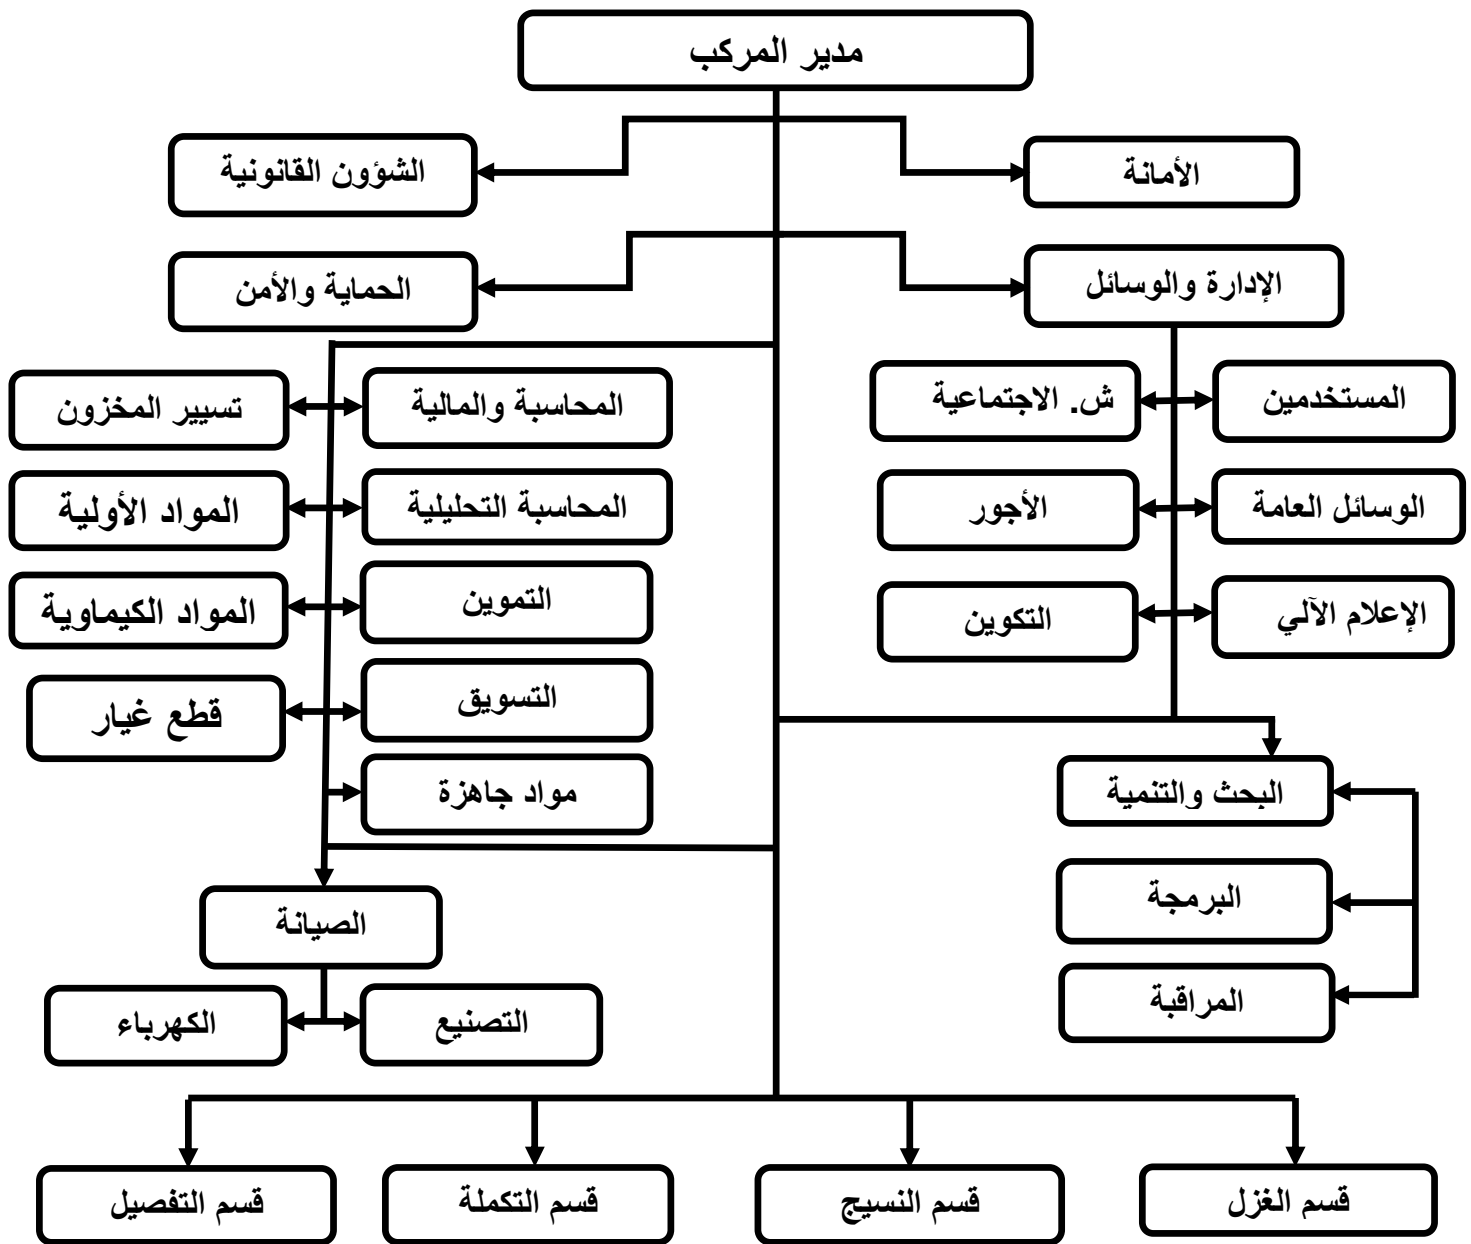 مدير المركب
الأمانة
الشؤون القانونية
الإدارة والوسائل
الحماية والأمن
المستخدمين
ش. الاجتماعية
المحاسبة والمالية
تسيير المخزون
الوسائل العامة
الأجور
المحاسبة التحليلية
المواد الأولية
الإعلام الآلي
التكوين
التموين
المواد الكيماوية
التسويق
قطع غيار
البحث والتنمية
مواد جاهزة
البرمجة
الصيانة
المراقبة
التصنيع
الكهرباء
قسم الغزل
قسم النسيج
قسم التكملة
قسم التفصيل